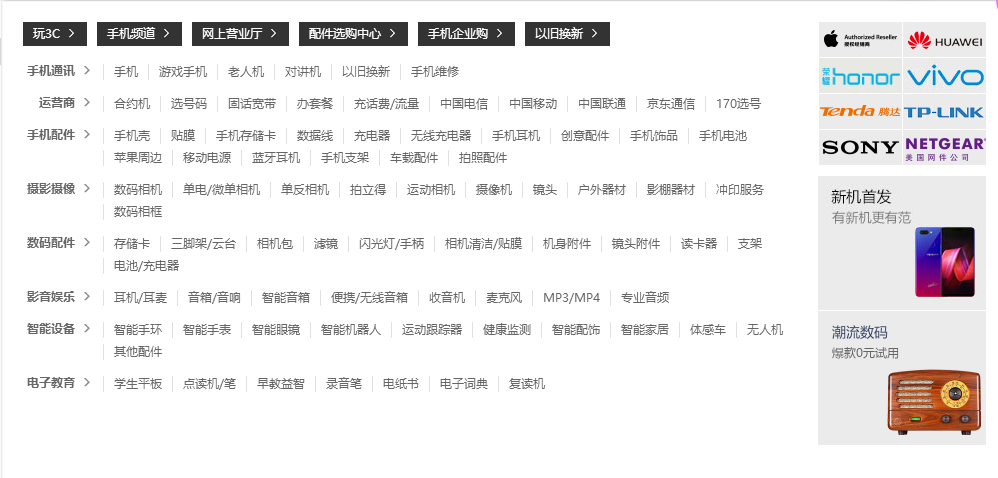 玩3C > 手机频道 > 网上营业厅 > 配件选购中心 > 手机企业购 > 以旧换新 >
手机通讯 > 手机 游戏手机 老人机 对讲机 以旧换新 手机维修
运营商 > 合约机 选号码 固话宽带 办套餐 充话费/流量 中国电信 中国移动 中国联通 京东通信 170选号
手机配件 > 手机壳 贴膜 手机存储卡 数据线 充电器 无线充电器 手机耳机 创意配件 手机饰品 手机电池
苹果周边 移动电源 蓝牙耳机 手机支架 车载配件 拍照配件
摄影摄像 > 数码相机 单电/微单相机 单反相机 拍立得 运动相机 摄像机 镜头 户外器材 影棚器材 冲印服务
数码相框
数码配件 > 存储卡 三脚架/云台 相机包 滤镜 闪光灯/手柄 相机清洁/贴膜 机身附件 镜头附件 读卡器 支架
电池/充电器
影音娱乐 > 耳机/耳麦 音箱/音响 智能音箱 便携/无线音箱 收音机 麦克风 MP3/MP4 专业音频
智能设备 > 智能手环 智能手表 智能眼镜 智能机器人 运动跟踪器 健康监测 智能配饰 智能家居 体感车 无人机
其他配件
电子教育 > 学生平板 点读机/笔 早教益智 录音笔 电纸书 电子词典 复读机
Authorized Reseller
授权经销商
HUAWEI
荣耀 honor
vivo
Tenda 腾达
TP-LINK
SONY
NETGEAR
美国网件公司
新机首发
有新机更有范
潮流数码
爆款0元试用